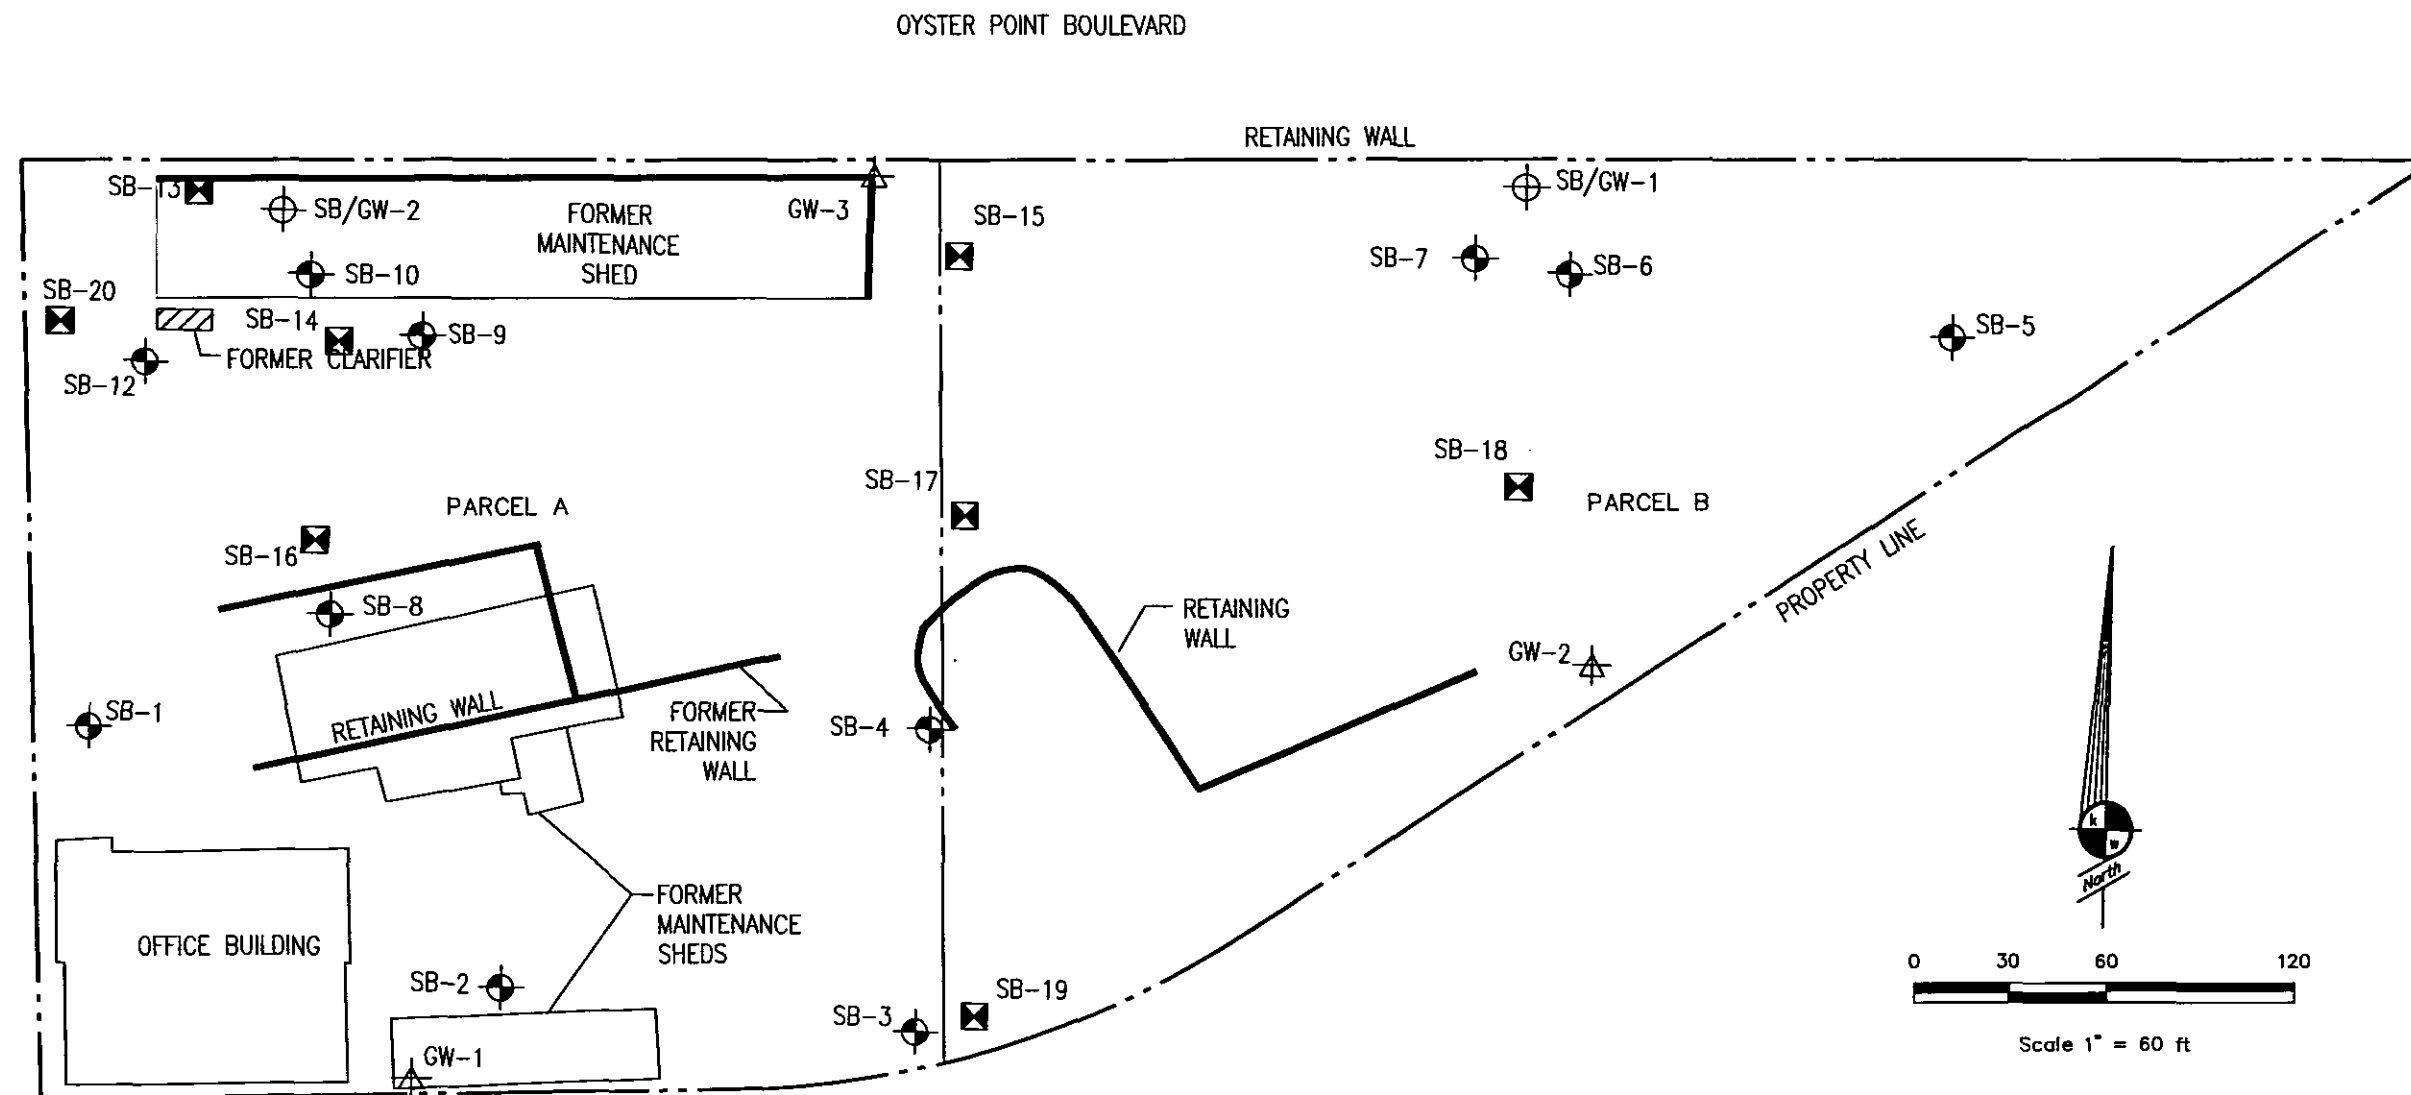 OYSTER POINT BOULEVARD
RETAINING WALL
SB-13
SB/GW-2
FORMER
MAINTENANCE
SHED
GW-3
SB-15
SB/GW-1
SB-7
SB-6
SB-10
SB-20
SB-14
SB-9
FORMER CLARIFIER
SB-12
SB-5
SB-18
PARCEL B
SB-17
PARCEL A
SB-16
SB-8
PROPERTY LINE
RETAINING
WALL
GW-2
SB-1
RETAINING WALL
FORMER
RETAINING
WALL
SB-4
k
w
North
FORMER
MAINTENANCE
SHEDS
OFFICE BUILDING
SB-2
SB-3
SB-19
GW-1
0 30 60 120
Scale 1" = 60 ft